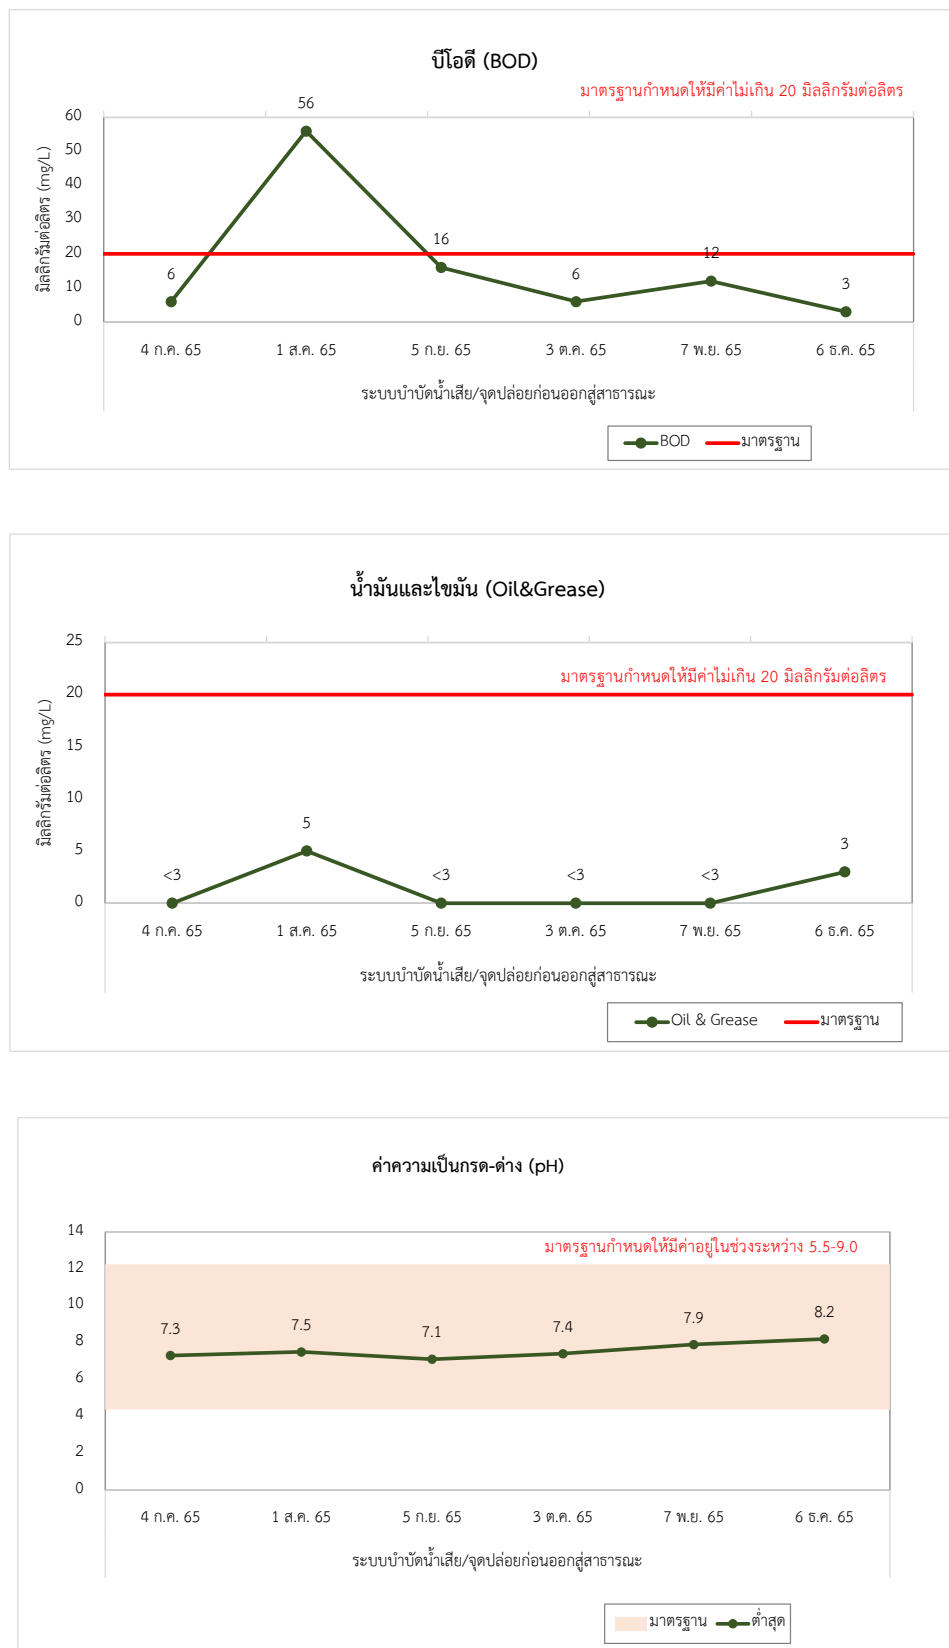 บีโอดี (BOD)
มาตรฐานกำหนดให้มีค่าไม่เกิน 20 มิลลิกรัมต่อลิตร
มิลลิกรัมต่อลิตร (mg/L)
60
50
40
30
20
10
0
6
56
16
6
12
3
4 ก.ค. 65 1 ส.ค. 65 5 ก.ย. 65 3 ต.ค. 65 7 พ.ย. 65 6 ธ.ค. 65
ระบบบำบัดน้ำเสีย/จุดปล่อยก่อนออกสู่สาธารณะ
BOD มาตรฐาน
น้ำมันและไขมัน (Oil&Grease)
มาตรฐานกำหนดให้มีค่าไม่เกิน 20 มิลลิกรัมต่อลิตร
มิลลิกรัมต่อลิตร (mg/L)
25
20
15
10
5
0
<3
5
<3
<3
<3
3
4 ก.ค. 65 1 ส.ค. 65 5 ก.ย. 65 3 ต.ค. 65 7 พ.ย. 65 6 ธ.ค. 65
ระบบบำบัดน้ำเสีย/จุดปล่อยก่อนออกสู่สาธารณะ
Oil & Grease มาตรฐาน
ค่าความเป็นกรด-ด่าง (pH)
มาตรฐานกำหนดให้มีค่าอยู่ในช่วงระหว่าง 5.5-9.0
14
12
10
8
6
4
2
0
7.3
7.5
7.1
7.4
7.9
8.2
4 ก.ค. 65 1 ส.ค. 65 5 ก.ย. 65 3 ต.ค. 65 7 พ.ย. 65 6 ธ.ค. 65
ระบบบำบัดน้ำเสีย/จุดปล่อยก่อนออกสู่สาธารณะ
มาตรฐาน ต่ำสุด